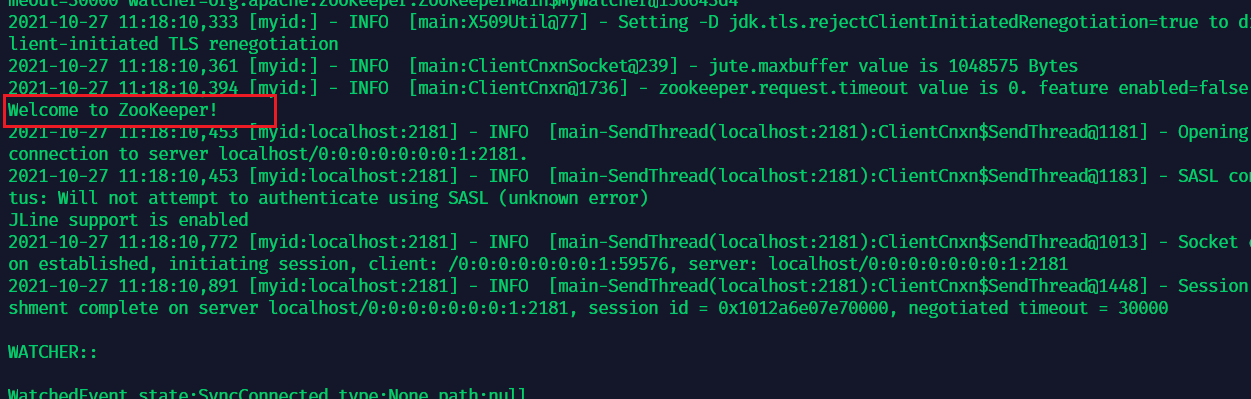 meout=30000 watcher=org.apache.zookeeper.ZooKeeperMain$MyWatcher@156643d4
2021-10-27 11:18:10,333 [myid:] - INFO  [main:X509Util@77] - Setting -D jdk.tls.rejectClientInitiatedRenegotiation=true to di
lient-initiated TLS renegotiation
2021-10-27 11:18:10,361 [myid:] - INFO  [main:ClientCnxnSocket@239] - jute.maxbuffer value is 1048575 Bytes
2021-10-27 11:18:10,394 [myid:] - INFO  [main:ClientCnxn@1736] - zookeeper.request.timeout value is 0. feature enabled=false
Welcome to ZooKeeper!
2021-10-27 11:18:10,453 [myid:localhost:2181] - INFO  [main-SendThread(localhost:2181):ClientCnxn$SendThread@1181] - Opening
connection to server localhost/0:0:0:0:0:0:0:1:2181.
2021-10-27 11:18:10,453 [myid:localhost:2181] - INFO  [main-SendThread(localhost:2181):ClientCnxn$SendThread@1183] - SASL con
tus: Will not attempt to authenticate using SASL (unknown error)
JLine support is enabled
2021-10-27 11:18:10,772 [myid:localhost:2181] - INFO  [main-SendThread(localhost:2181):ClientCnxn$SendThread@1013] - Socket c
on established, initiating session, client: /0:0:0:0:0:0:0:1:59576, server: localhost/0:0:0:0:0:0:0:1:2181
2021-10-27 11:18:10,891 [myid:localhost:2181] - INFO  [main-SendThread(localhost:2181):ClientCnxn$SendThread@1448] - Session
shment complete on server localhost/0:0:0:0:0:0:0:1:2181, session id = 0x1012a6e07e70000, negotiated timeout = 30000
WATCHER::
WatchedEvent state:SyncConnected type:None path:null